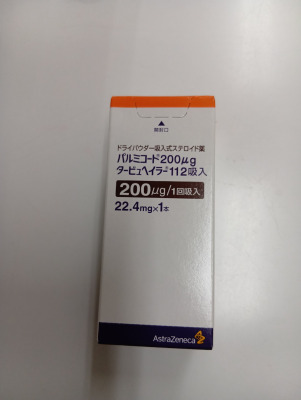 開封口
ドライパウダー吸入式ステロイド薬
パルミコート200μg
タービュヘイラー112吸入
200μg/1回吸入
22.4mg×1本
AstraZeneca